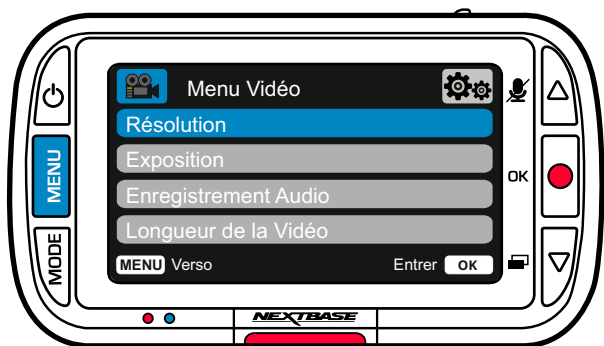 Menu Vidéo
Résolution
Exposition
Enregistrement Audio
Longueur de la Vidéo
MENU Verso
Entrer OK
MENU
MODE
OK
NEXTBASE